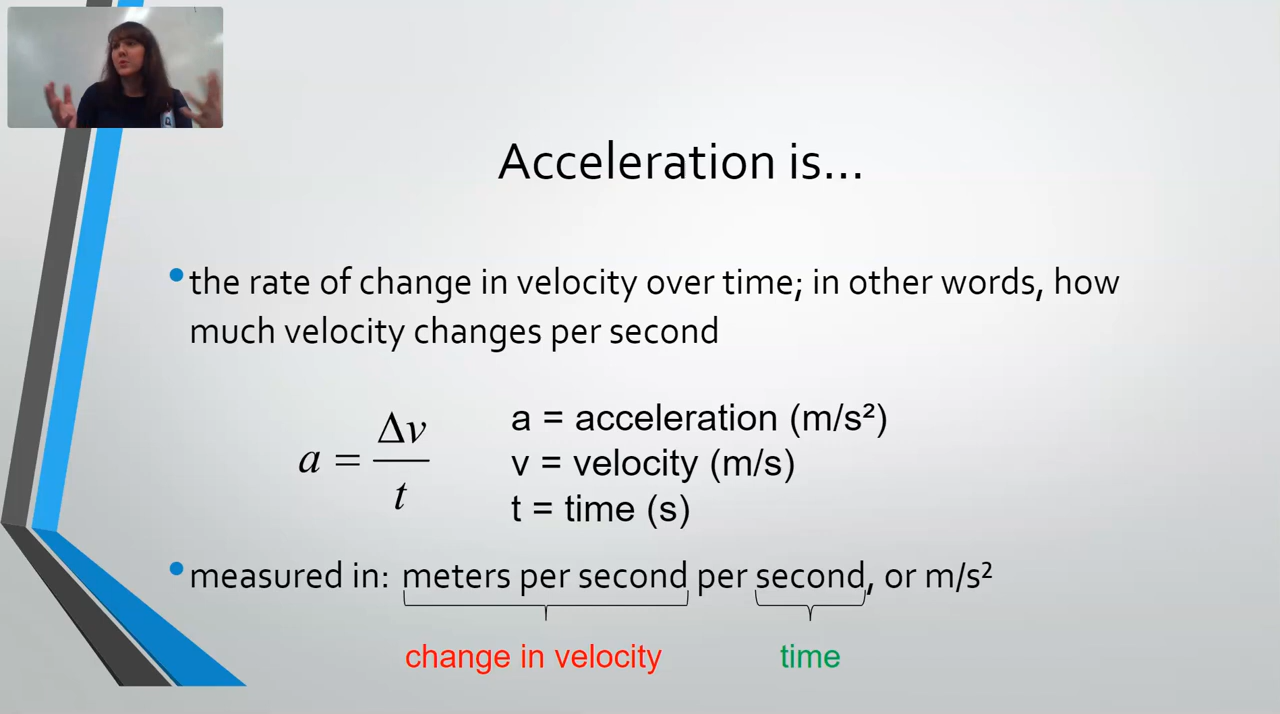 Acceleration is...
•the rate of change in velocity over time; in other words, how
much velocity changes per second
a = Δv / t
a = acceleration (m/s²)
v = velocity (m/s)
t = time (s)
•measured in: meters per second per second, or m/s²
change in velocity
time